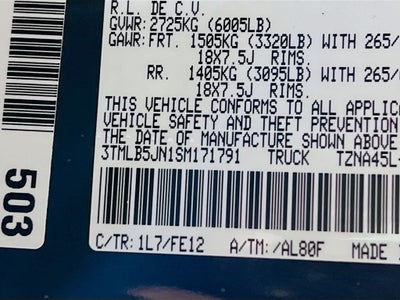 R.L. DE C.V.
GVWR: 2725KG (6005LB)
GAWR: FRT. 1505KG (3320LB) WITH 265/
18X7.5J RIMS.
RR. 1405KG (3095LB) WITH 265/
18X7.5J RIMS.
THIS VEHICLE CONFORMS TO ALL APPLICA
VEHICLE SAFETY AND THEFT PREVENTION
THE DATE OF MANUFACTURE SHOWN ABOVE.
3TMLB5JN1SM171791 TRUCK TZNA45L-
C/TR: 1L7/FE12 A/TM: /AL80F MADE I
503